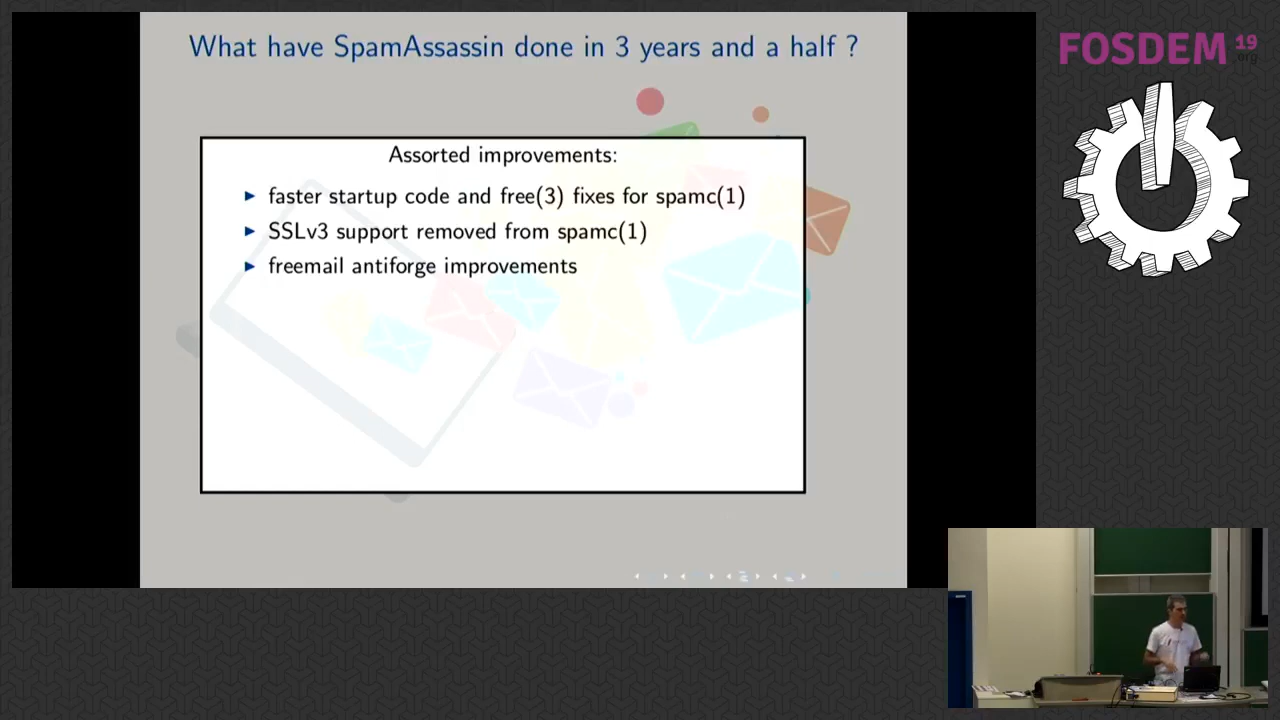 What have SpamAssassin done in 3 years and a half ?
FOSDEM 19
.org
Assorted improvements:
faster startup code and free(3) fixes for spamc(1)
SSLv3 support removed from spamc(1)
freemail antiforge improvements